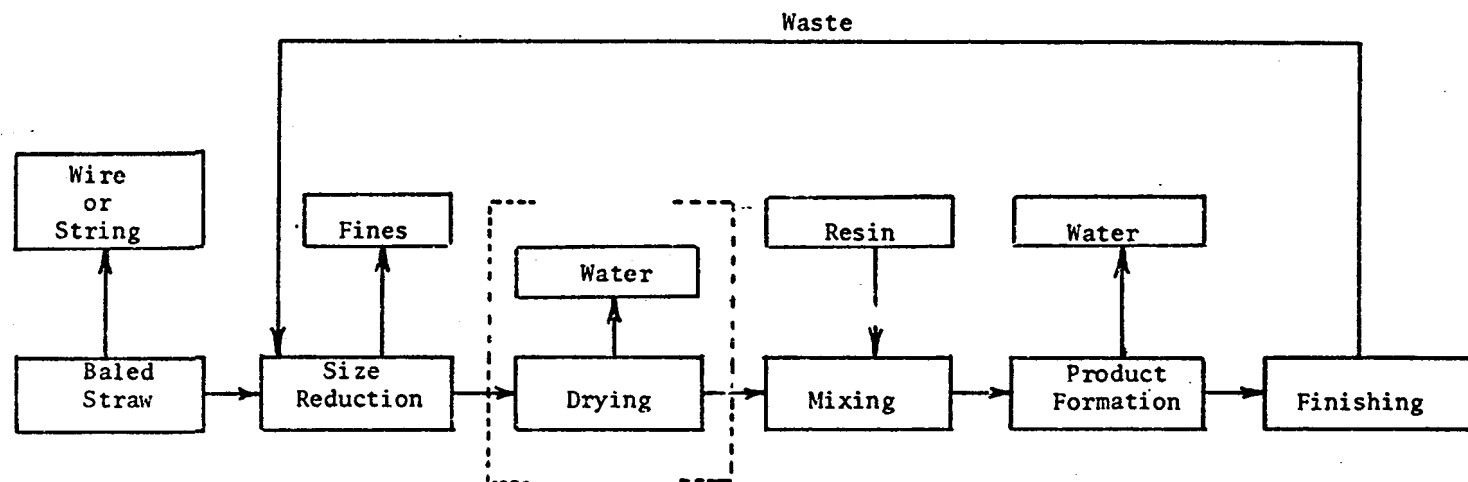 Waste
Wire
or
String
Fines
Water
Resin
Water
Baled
Straw
Size
Reduction
Drying
Mixing
Product
Formation
Finishing